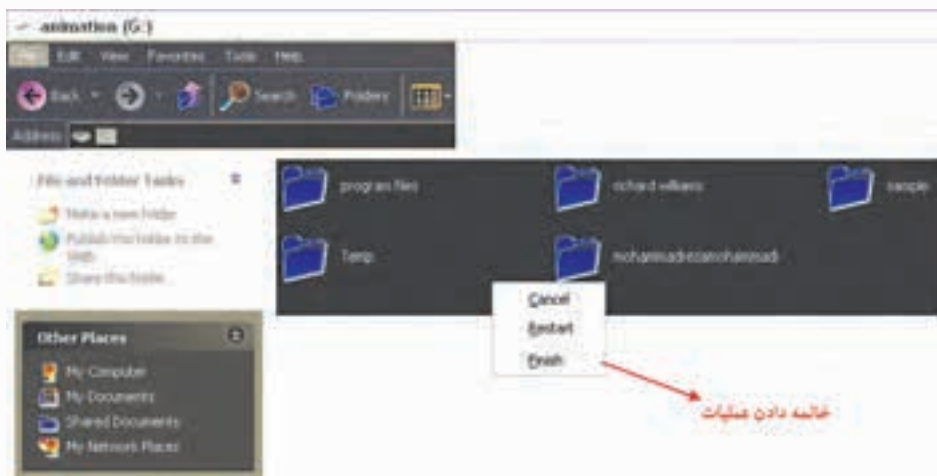 animation (G:)
Edit View Favorites Tools Help
Back Search Folders
Address
File and Folder Tasks
Make a new folder
Publish this folder to the
Web
Share this folder
program files
richard williams
sample
Temp
mohammadrezamohammadi
Cancel
Restart
Finish
خاتمه دادن عملیات
Other Places
My Computer
My Documents
Shared Documents
My Network Places